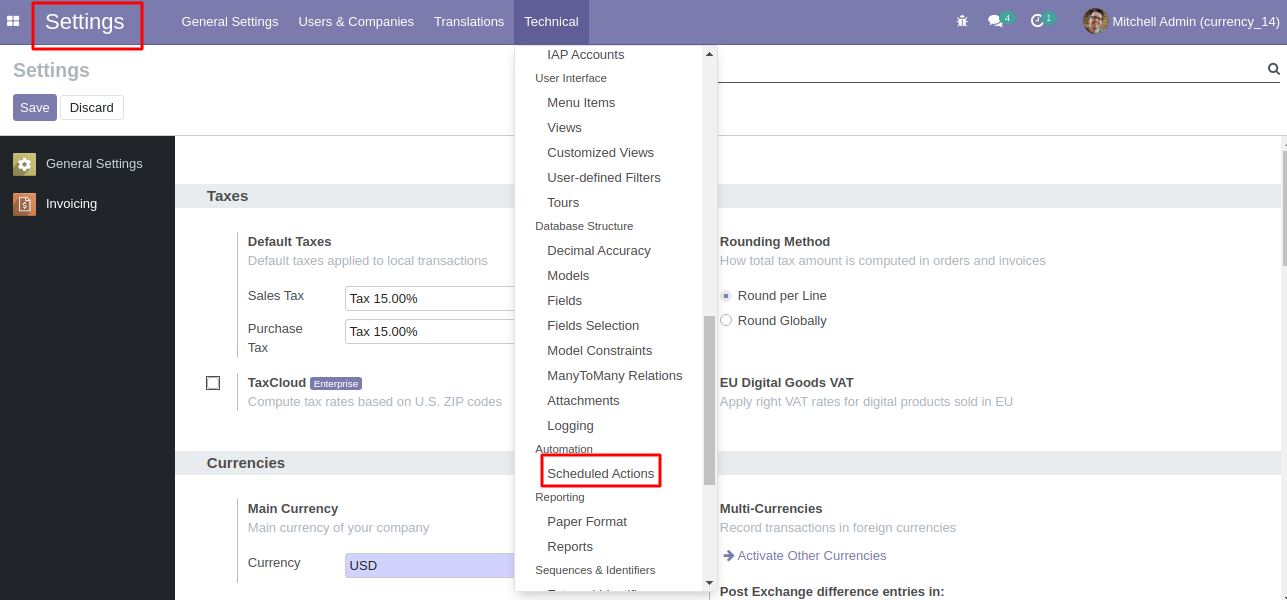 Settings General Settings Users & Companies Translations Technical 4 1 Mitchell Admin (currency_14)
Settings
Save Discard
General Settings
Invoicing
IAP Accounts
User Interface
Menu Items
Views
Customized Views
User-defined Filters
Tours
Database Structure
Decimal Accuracy
Models
Fields
Fields Selection
Model Constraints
ManyToMany Relations
Attachments
Logging
Automation
Scheduled Actions
Reporting
Paper Format
Reports
Sequences & Identifiers
Taxes
Default Taxes
Default taxes applied to local transactions
Sales Tax Tax 15.00%
Purchase
Tax
Tax 15.00%
Rounding Method
How total tax amount is computed in orders and invoices
Round per Line
Round Globally
TaxCloud Enterprise
Compute tax rates based on U.S. ZIP codes
EU Digital Goods VAT
Apply right VAT rates for digital products sold in EU
Currencies
Main Currency
Main currency of your company
Currency USD
Multi-Currencies
Record transactions in foreign currencies
Activate Other Currencies
Post Exchange difference entries in: